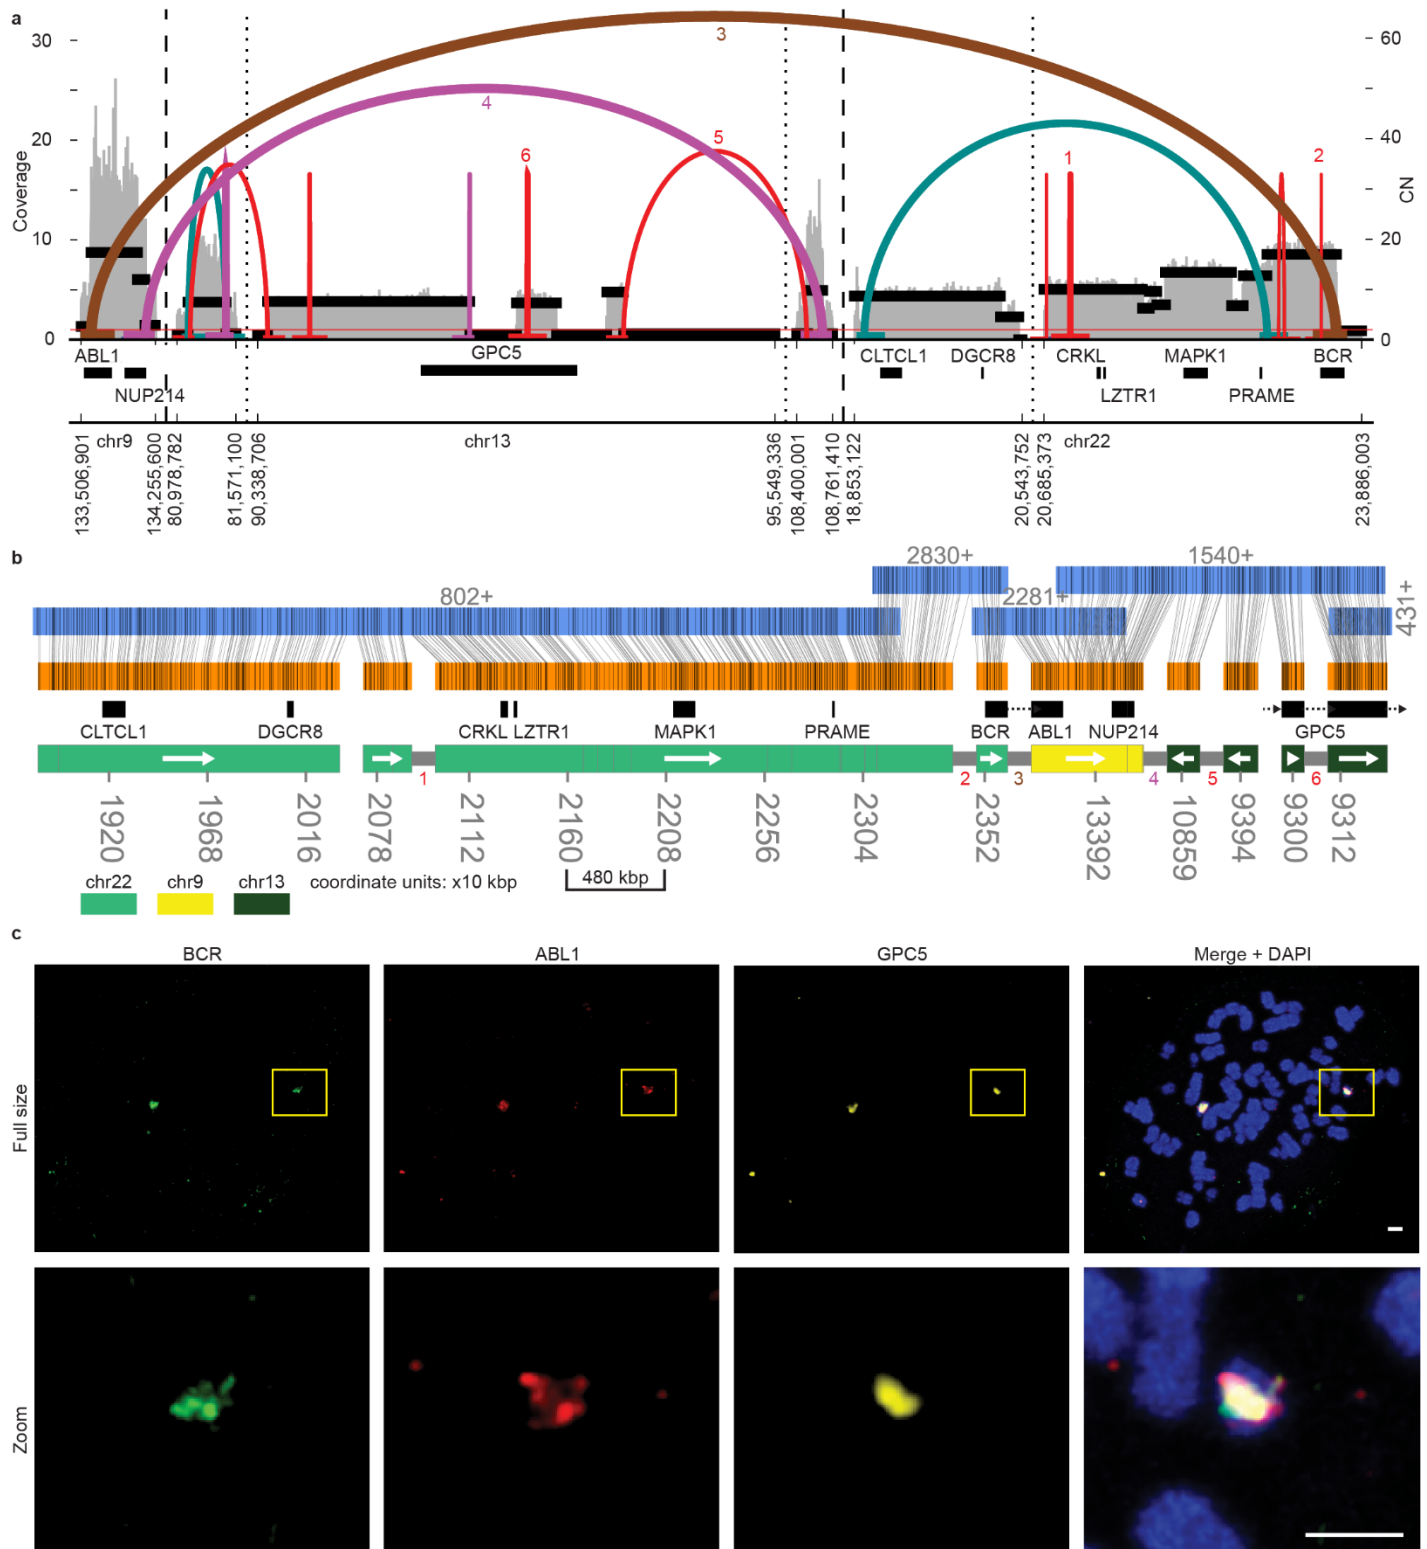 a
30
20
10
0
Coverage
60
40
20
0
CN
3
4
5
6
1
2
ABL1
GPC5
CLTCL1
DGCR8
CRKL
MAPK1
BCR
NUP214
LZTR1
PRAME
chr9
chr13
chr22
133,506,901
134,255,600
80,978,782
81,571,100
90,338,706
95,549,336
108,400,001
108,761,410
18,853,122
20,543,752
20,685,373
23,886,003
b
2830+
1540+
802+
2281+
431+
CLTCL1
DGCR8
CRKL
LZTR1
MAPK1
PRAME
BCR
ABL1
NUP214
GPC5
1
2
3
4
5
6
1920
1968
2016
2078
2112
2160
2208
2256
2304
2352
13392
10859
9394
9300
9312
chr22
chr9
chr13
coordinate units: x10 kbp
480 kbp
c
BCR
ABL1
GPC5
Merge + DAPI
Full size
Zoom